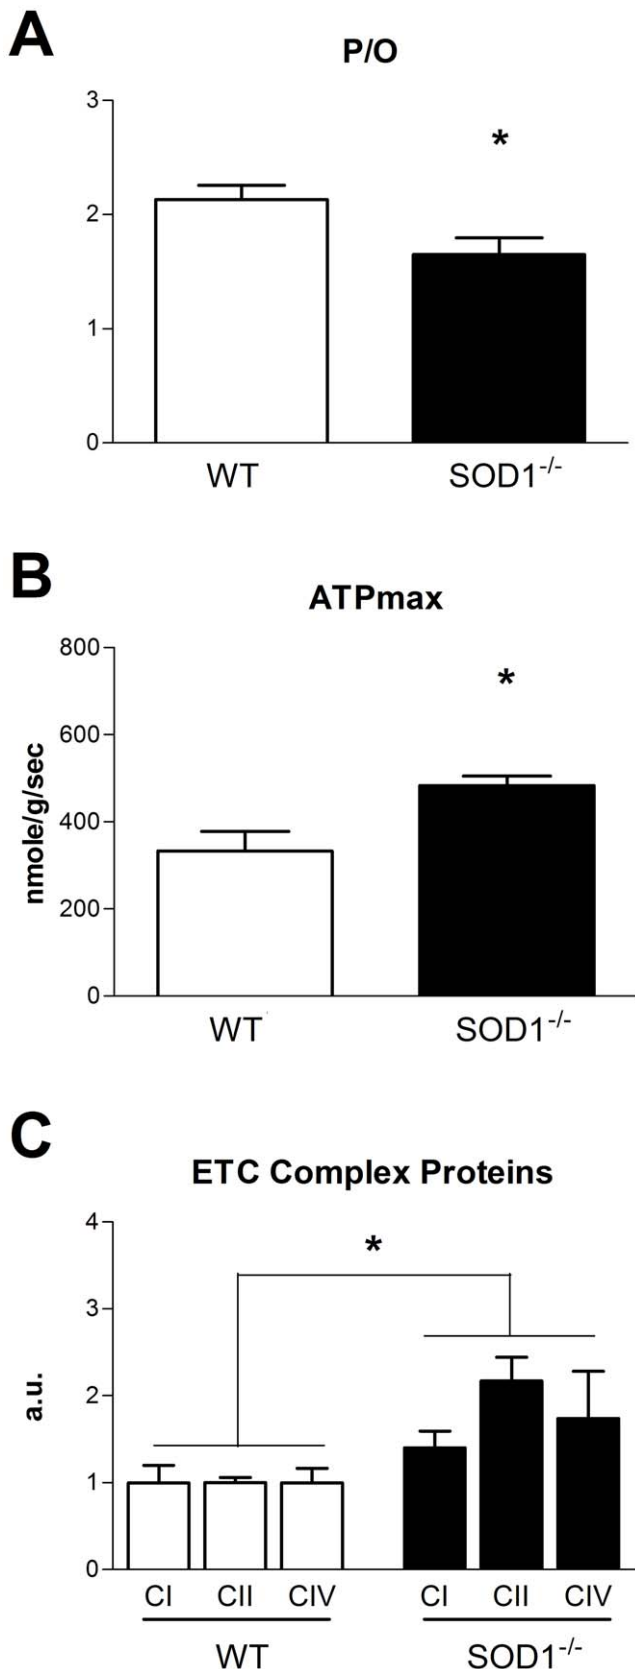 A
P/O
3
*
2
1
0
WT SOD1-/-
B
ATPmax
800
*
600
nmole/g/sec
400
200
0
WT SOD1-/-
C
ETC Complex Proteins
4
*
3
a.u.
2
1
0
CI CII CIV CI CII CIV
WT SOD1-/-